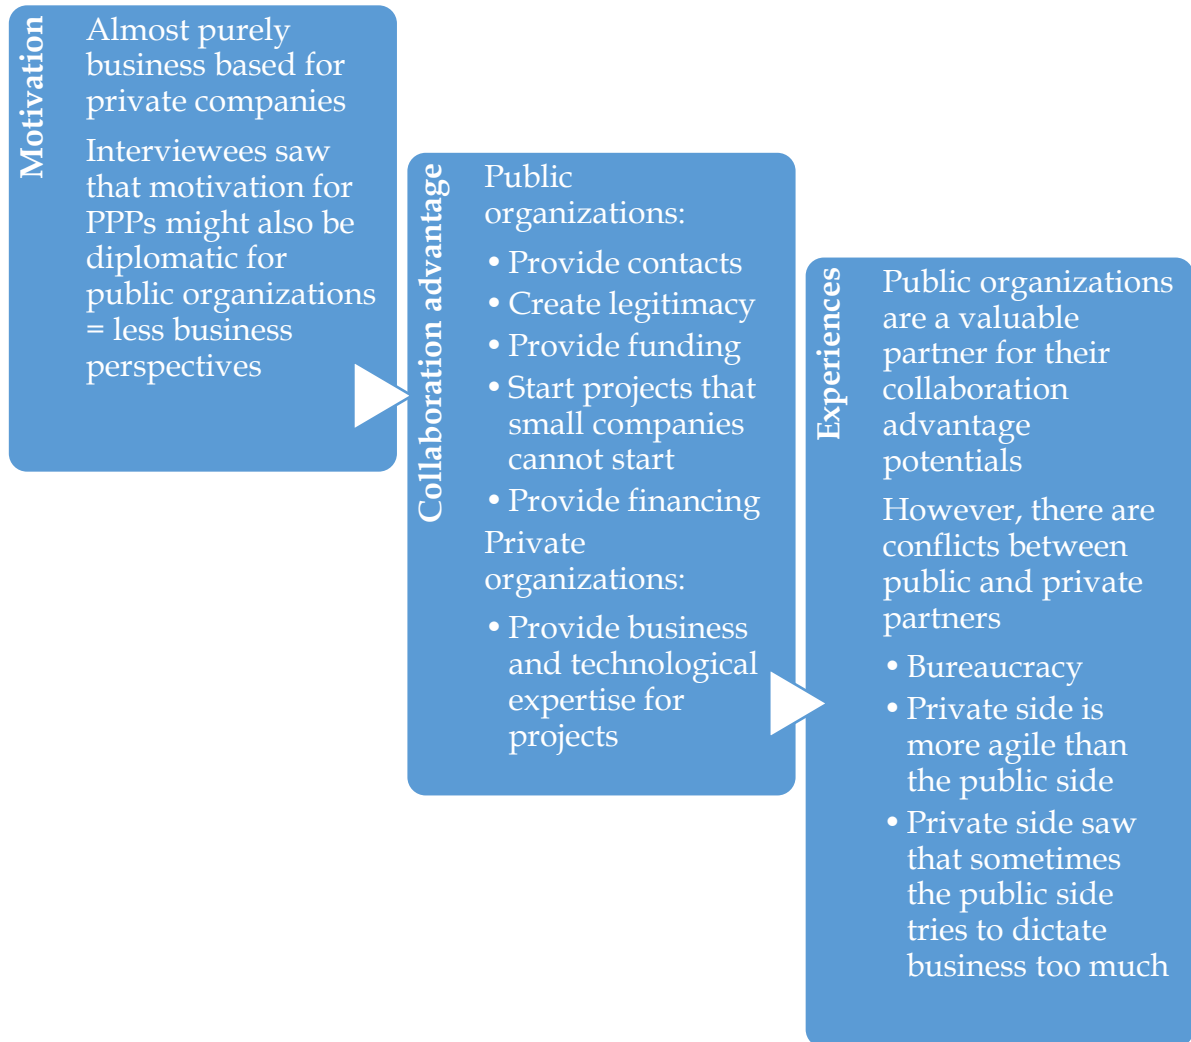 Motivation
Almost purely
business based for
private companies
Interviewees saw
that motivation for
PPPs might also be
diplomatic for
public organizations
= less business
perspectives
Collaboration advantage
Public
organizations:
• Provide contacts
• Create legitimacy
• Provide funding
• Start projects that
small companies
cannot start
• Provide financing
Private
organizations:
• Provide business
and technological
expertise for
projects
Experiences
Public organizations
are a valuable
partner for their
collaboration
advantage
potentials
However, there are
conflicts between
public and private
partners
• Bureaucracy
• Private side is
more agile than
the public side
• Private side saw
that sometimes
the public side
tries to dictate
business too much